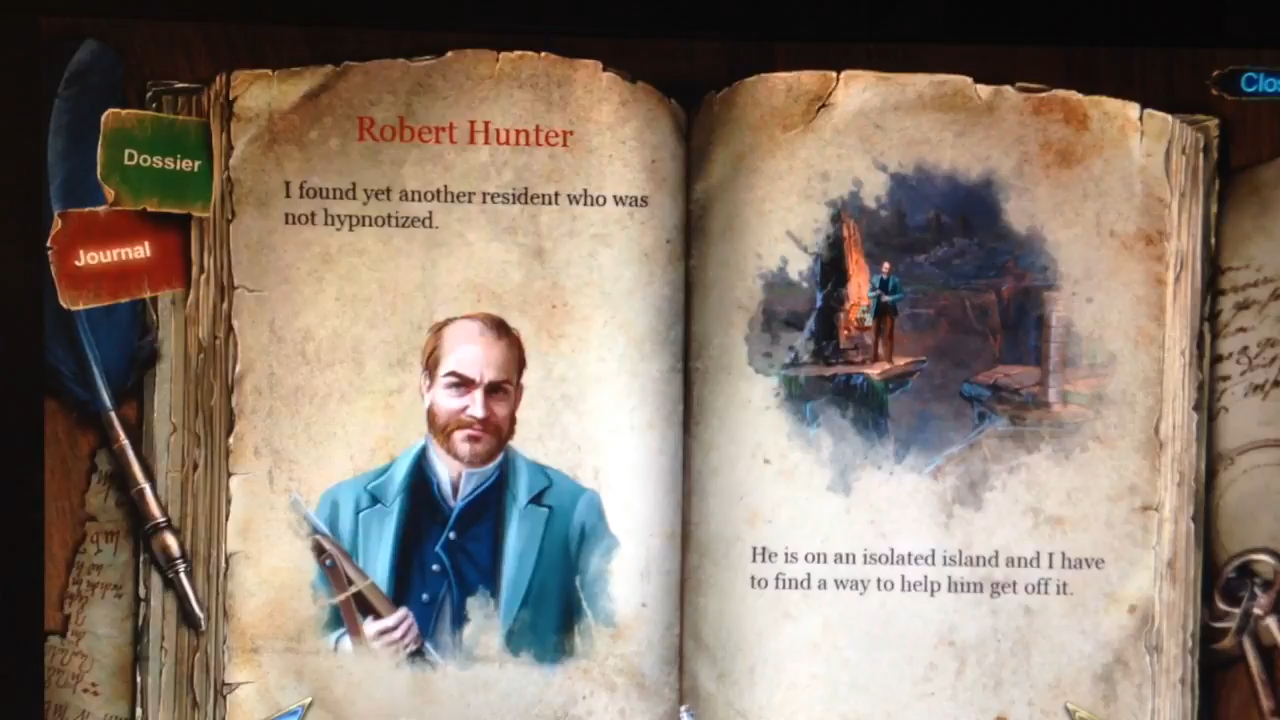 Clos
Robert Hunter
Dossier
I found yet another resident who was
not hypnotized.
Journal
He is on an isolated island and I have
to find a way to help him get off it.